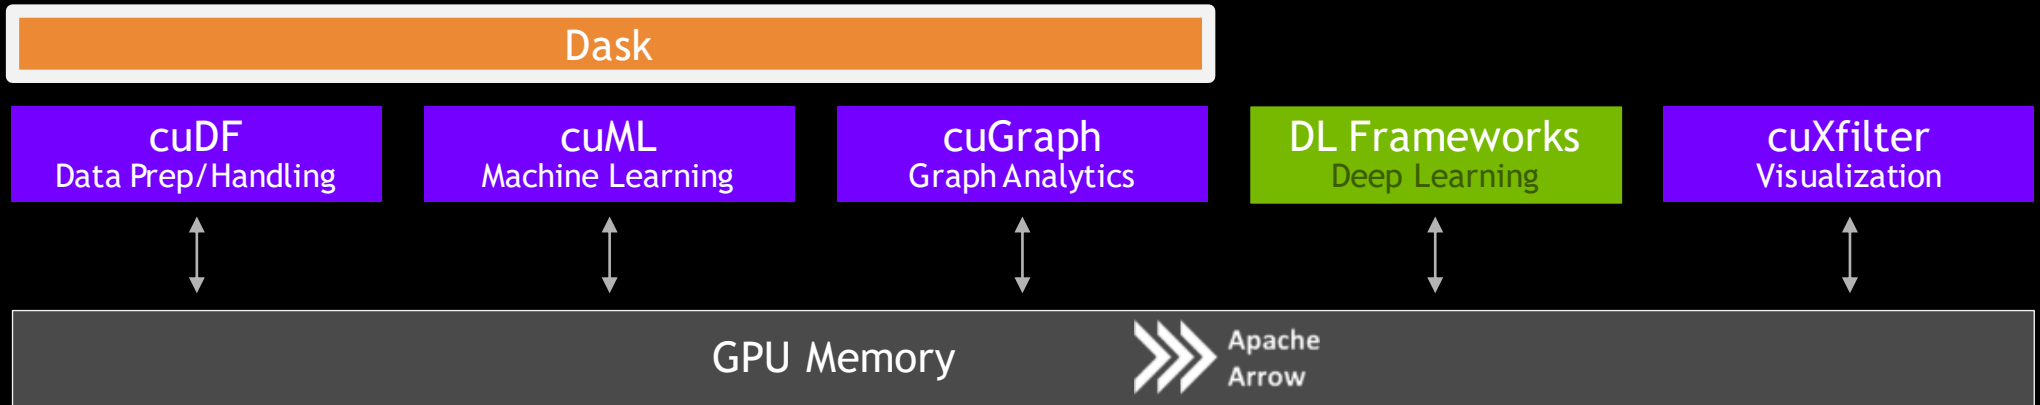 Dask
cuDF
Data Prep/Handling
cuML
Machine Learning
cuGraph
Graph Analytics
DL Frameworks
Deep Learning
cuXfilter
Visualization
GPU Memory
Apache
Arrow